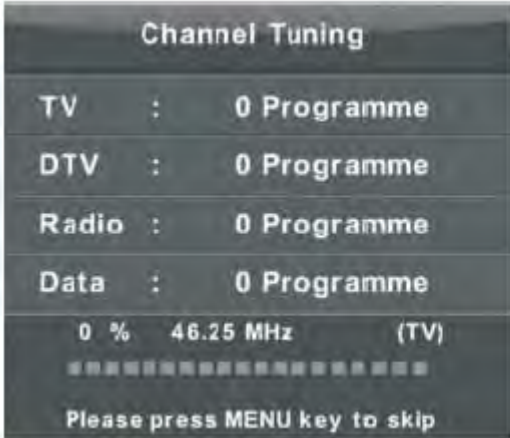 Channel Tuning
TV : 0 Programme
DTV : 0 Programme
Radio : 0 Programme
Data : 0 Programme
0 % 46.25 MHz (TV)
Please press MENU key to skip